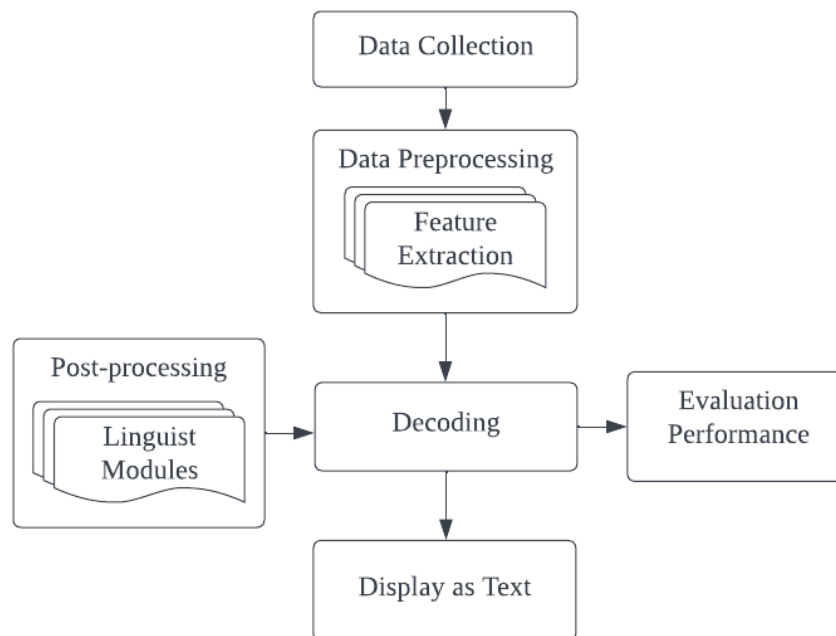 Data Collection
Data Preprocessing
Feature
Extraction
Post-processing
Linguist
Modules
Decoding
Evaluation
Performance
Display as Text